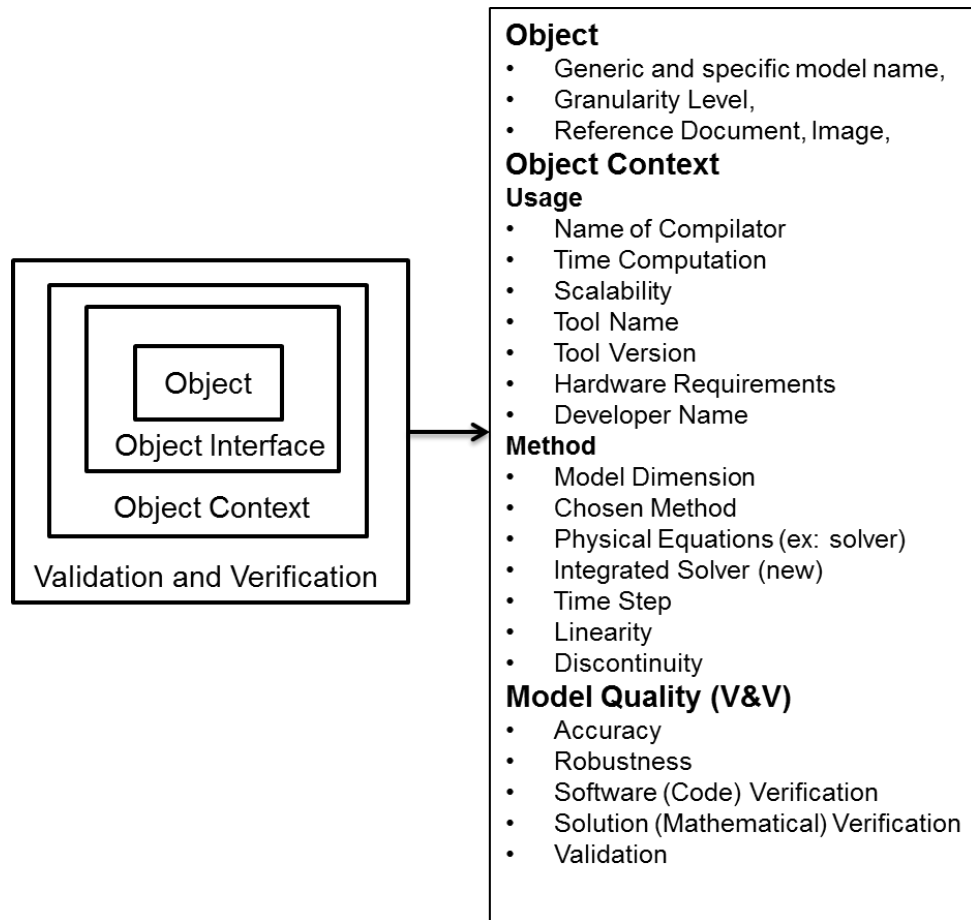 Object
Object Interface
Object Context
Validation and Verification
Object
• Generic and specific model name,
• Granularity Level,
• Reference Document, Image,
Object Context
Usage
• Name of Compilator
• Time Computation
• Scalability
• Tool Name
• Tool Version
• Hardware Requirements
• Developer Name
Method
• Model Dimension
• Chosen Method
• Physical Equations (ex: solver)
• Integrated Solver (new)
• Time Step
• Linearity
• Discontinuity
Model Quality (V&V)
• Accuracy
• Robustness
• Software (Code) Verification
• Solution (Mathematical) Verification
• Validation